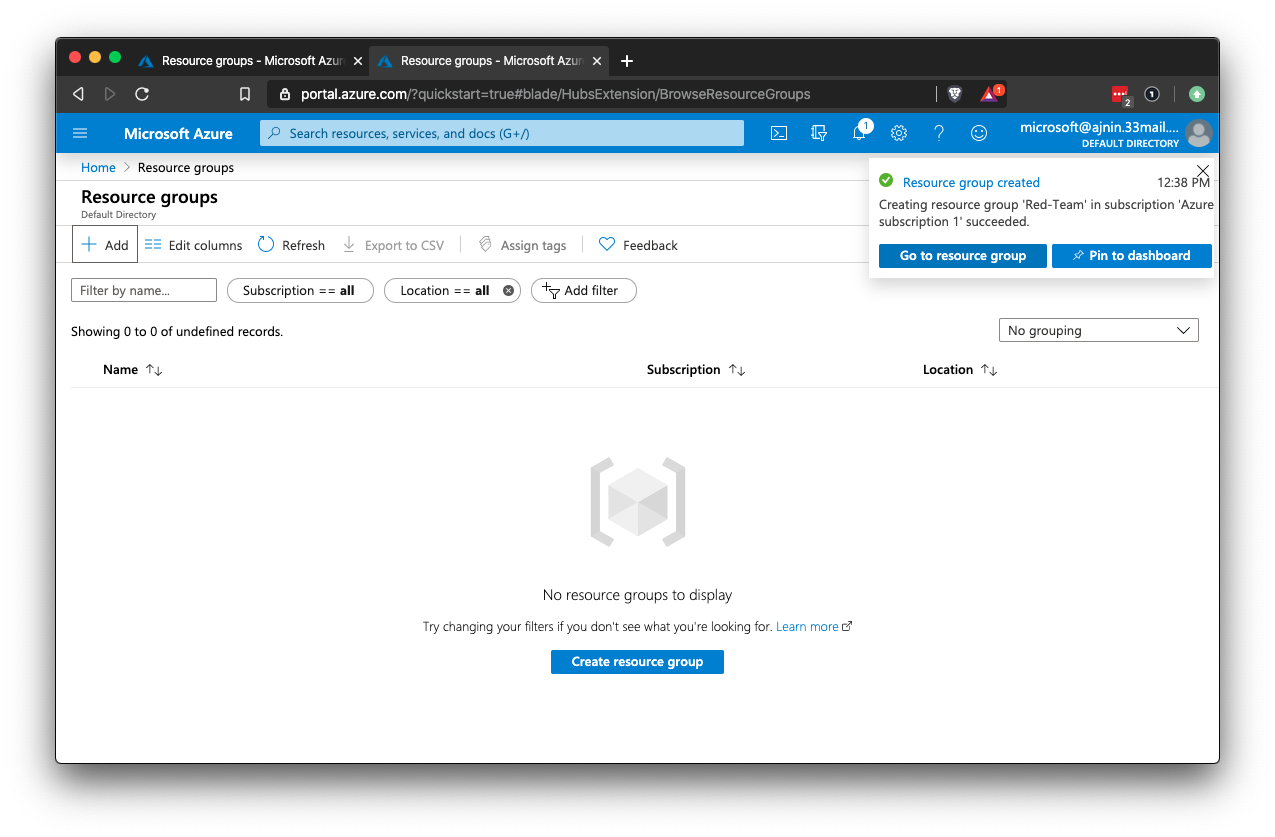 Resource groups - Microsoft Azur
Resource groups - Microsoft Azur
portal.azure.com/?quickstart=true#blade/HubsExtension/BrowseResourceGroups
1
2
1
Microsoft Azure
Search resources, services, and docs (G+/)
1
microsoft@ajnin.33mail....
DEFAULT DIRECTORY
Home > Resource groups
Resource groups
Default Directory
Resource group created
12:38 PM
Creating resource group 'Red-Team' in subscription 'Azure
subscription 1' succeeded.
Go to resource group
Pin to dashboard
Add
Edit columns
Refresh
Export to CSV
Assign tags
Feedback
Filter by name...
Subscription == all
Location == all
Add filter
Showing 0 to 0 of undefined records.
No grouping
Name
Subscription
Location
No resource groups to display
Try changing your filters if you don't see what you're looking for. Learn more
Create resource group